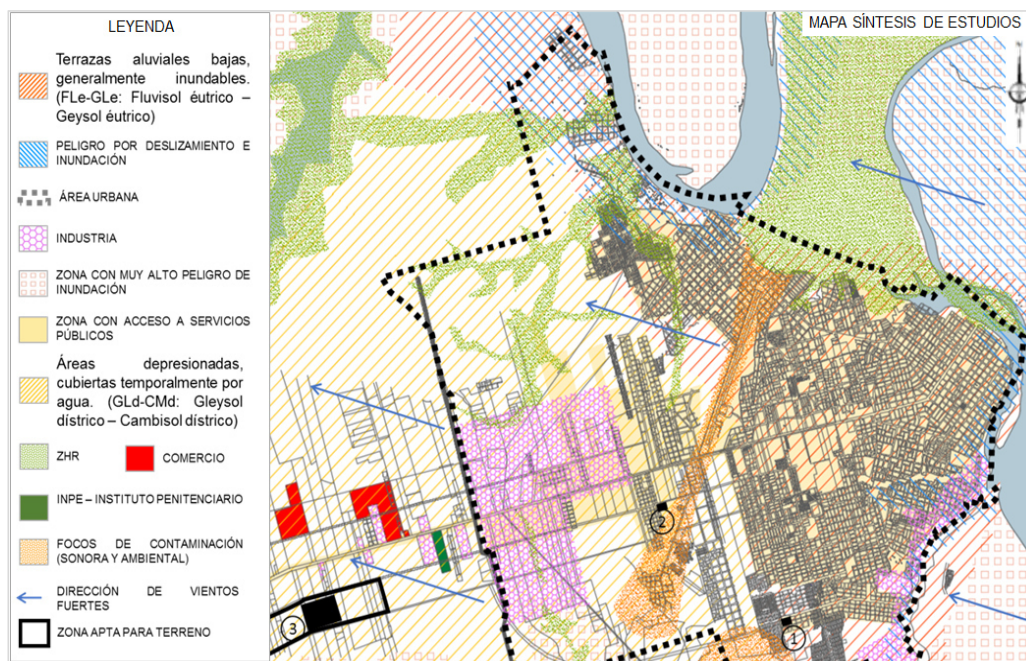 LEYENDA
Terrazas aluviales bajas,
generalmente inundables.
(FLe-GLe: Fluvisol éutrico –
Geysol éutrico)
PELIGRO POR DESLIZAMIENTO E
INUNDACIÓN
ÁREA URBANA
INDUSTRIA
ZONA CON MUY ALTO PELIGRO DE
INUNDACIÓN
ZONA CON ACCESO A SERVICIOS
PÚBLICOS
Áreas depresionadas,
cubiertas temporalmente por
agua. (GLd-CMd: Gleysol
dístrico – Cambisol dístrico)
ZHR
COMERCIO
INPE – INSTITUTO PENITENCIARIO
FOCOS DE CONTAMINACIÓN
(SONORA Y AMBIENTAL)
DIRECCIÓN DE VIENTOS
FUERTES
ZONA APTA PARA TERRENO
MAPA SÍNTESIS DE ESTUDIOS
2
3
1